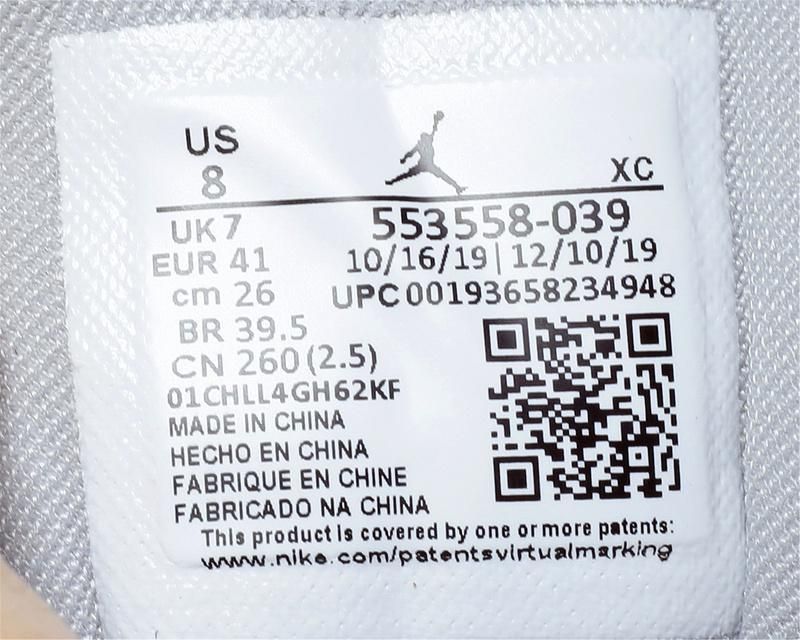 US
8
XC
UK 7
553558-039
EUR 41
10/16/19 | 12/10/19
cm 26
UPC 00193658234948
BR 39.5
CN 260 (2.5)
01CHLL4GH62KF
MADE IN CHINA
HECHO EN CHINA
FABRIQUE EN CHINE
FABRICADO NA CHINA
This product is covered by one or more patents:
www.nike.com/patentsvirtualmarking